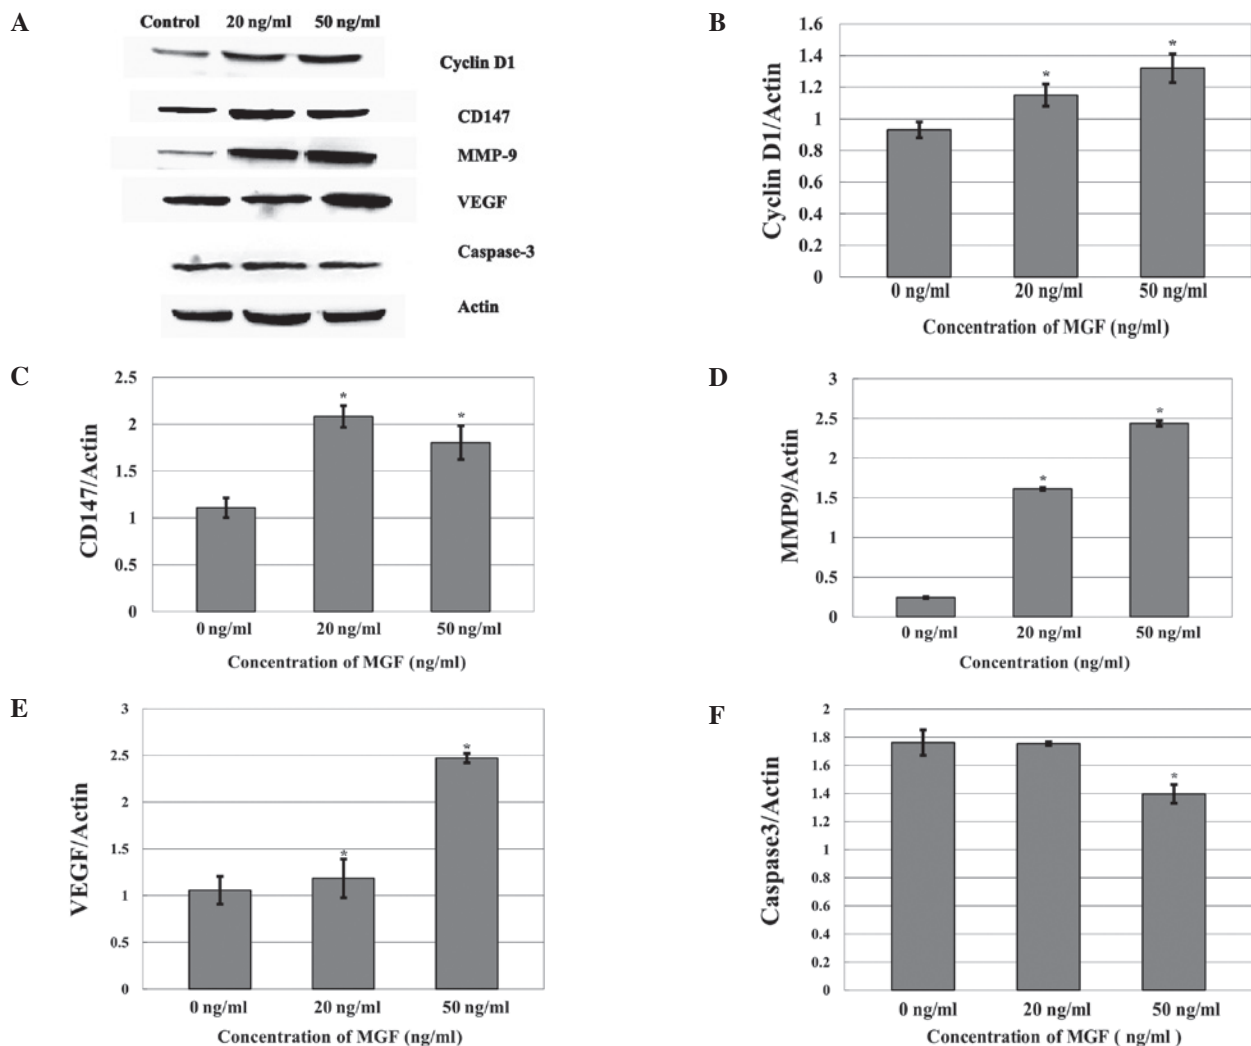 A
Control 20 ng/ml 50 ng/ml
Cyclin D1
CD147
MMP-9
VEGF
Caspase-3
Actin
B
Cyclin D1/Actin
1.6
1.4
1.2
1
0.8
0.6
0.4
0.2
0
* *
0 ng/ml 20 ng/ml 50 ng/ml
Concentration of MGF (ng/ml)
C
CD147/Actin
2.5
2
1.5
1
0.5
0
* *
0 ng/ml 20 ng/ml 50 ng/ml
Concentration of MGF (ng/ml)
D
MMP9/Actin
3
2.5
2
1.5
1
0.5
0
* *
0 ng/ml 20 ng/ml 50 ng/ml
Concentration (ng/ml)
E
VEGF/Actin
3
2.5
2
1.5
1
0.5
0
* *
0 ng/ml 20 ng/ml 50 ng/ml
Concentration of MGF (ng/ml)
F
Caspase3/Actin
2
1.8
1.6
1.4
1.2
1
0.8
0.6
0.4
0.2
0
*
0 ng/ml 20 ng/ml 50 ng/ml
Concentration of MGF ( ng/ml )